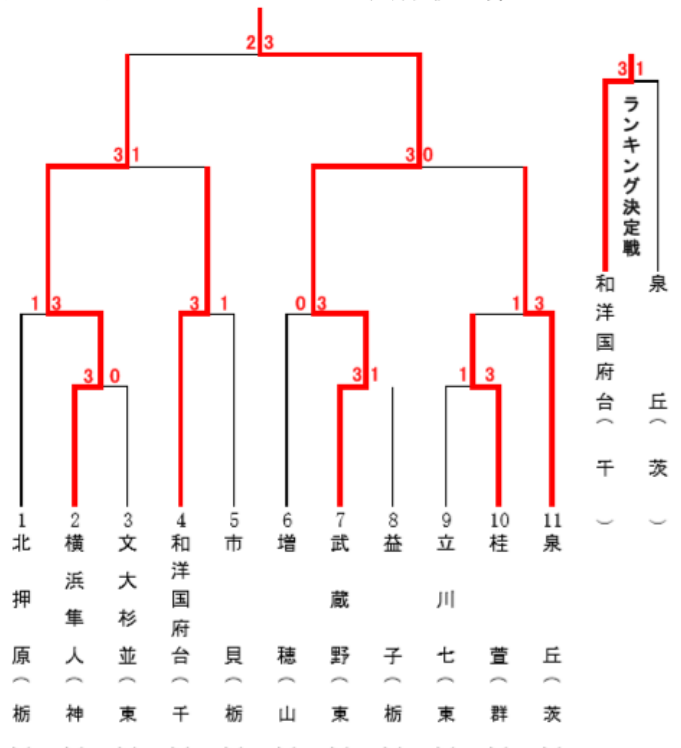 2 3
3 1
3 0
1 3
3 1
0 3
1 3
3 0
3 1
1 3
1 北押原（栃
2 横浜隼人（神
3 文大杉並（東
4 和洋国府台（千
5 市貝（栃
6 増穂（山
7 武蔵野（東
8 益子（栃
9 立川七（東
10 桂萱（群
11 泉丘（茨
3 1
ランキング決定戦
和洋国府台（千）
泉丘（茨）